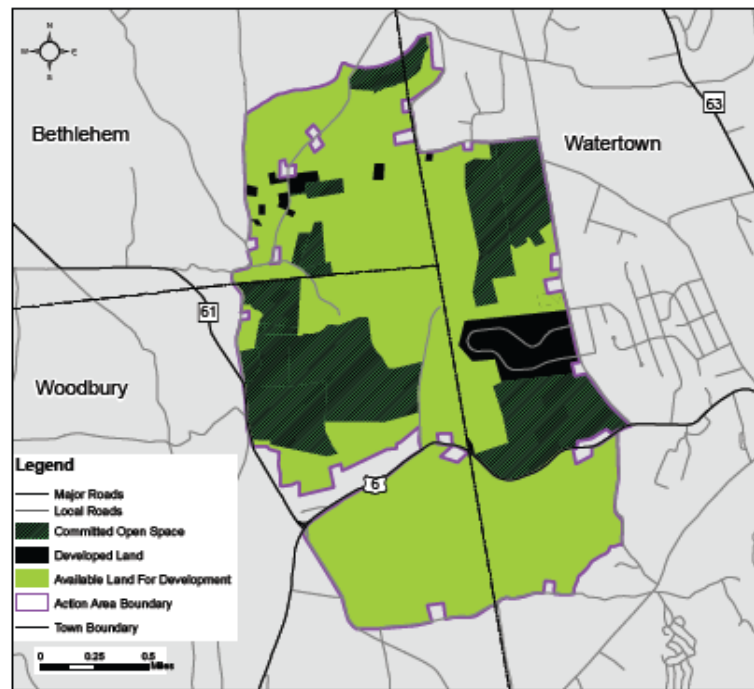 N
W E
S
63
Bethlehem
Watertown
61
Woodbury
6
Legend
Major Roads
Local Roads
Committed Open Space
Developed Land
Available Land For Development
Action Area Boundary
Town Boundary
0 0.25 0.5
Miles